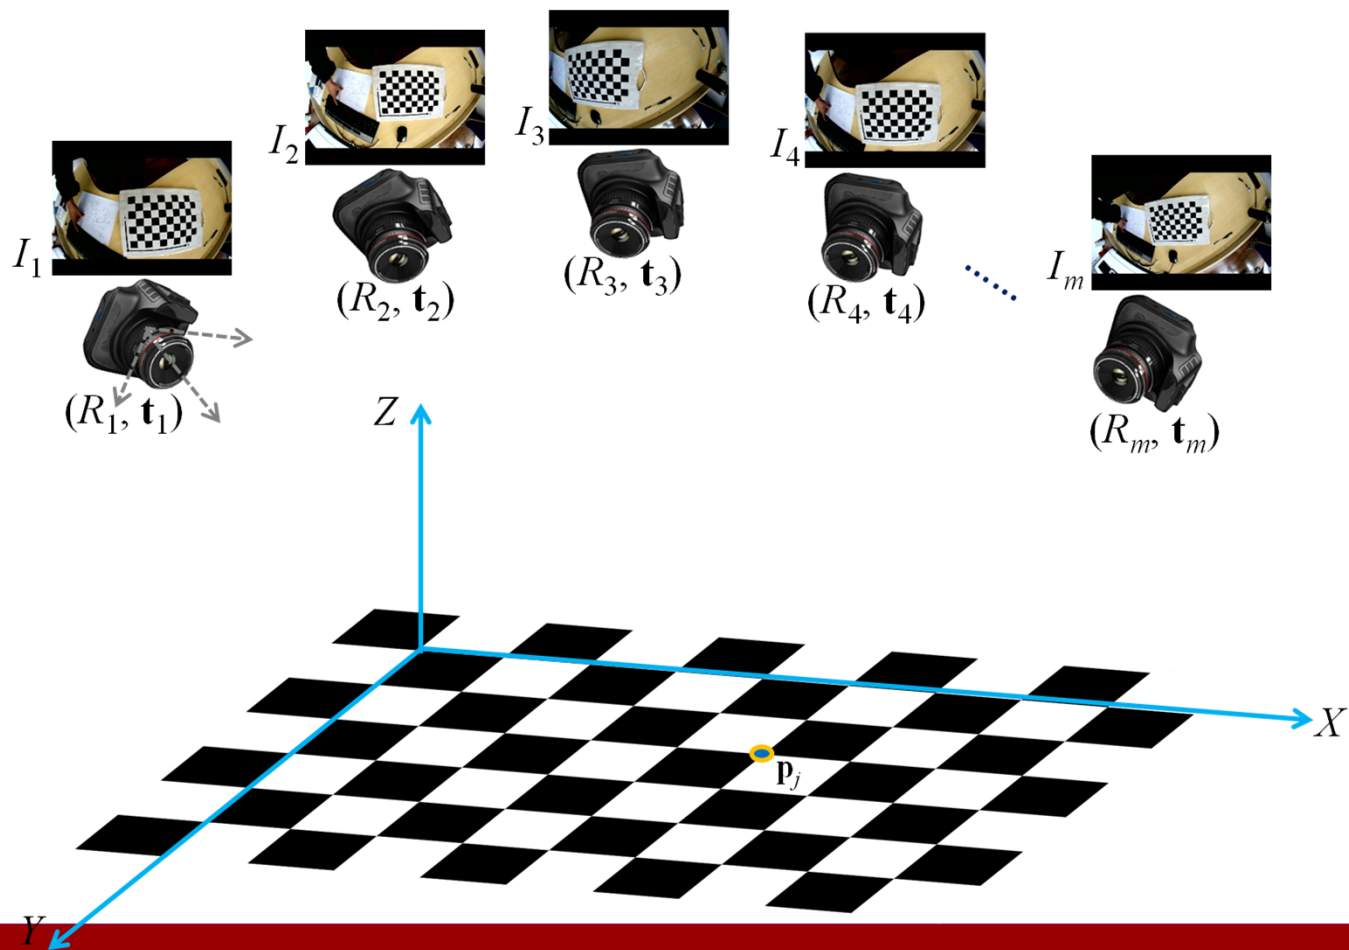 I₁
(R₁, t₁)
I₂
(R₂, t₂)
I₃
(R₃, t₃)
I₄
(R₄, t₄)
Iₘ
(Rₘ, tₘ)
Z
X
pⱼ
Y